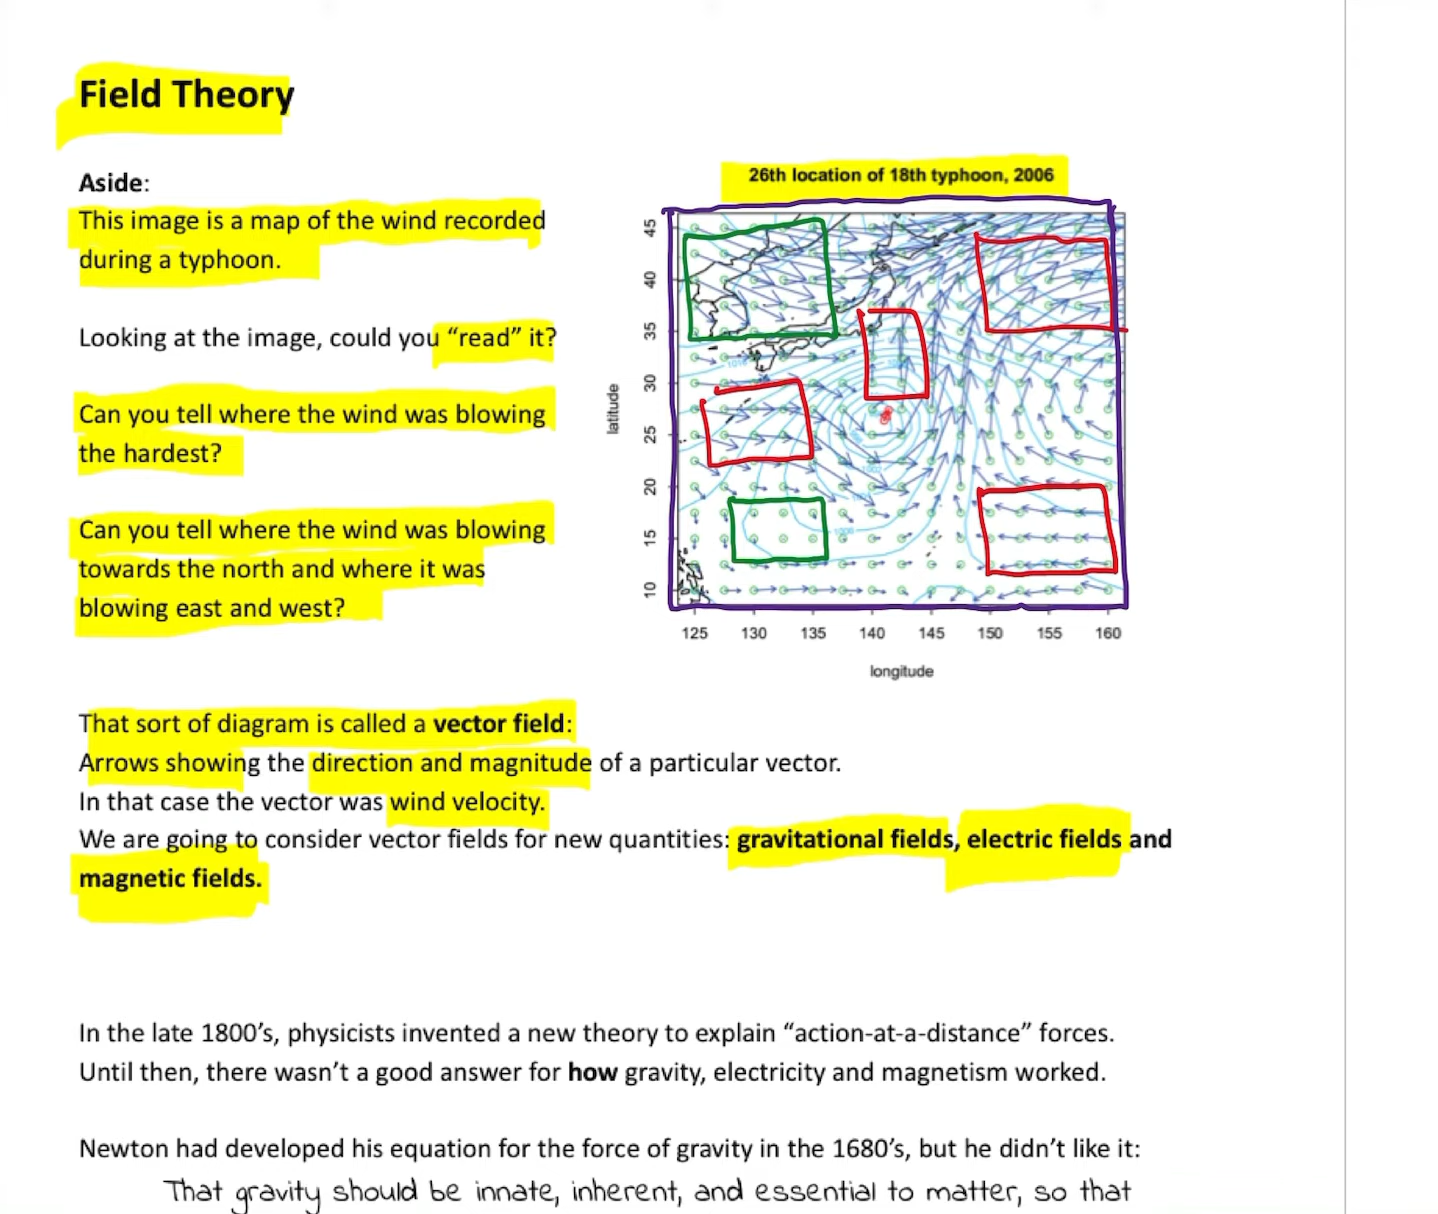 Field Theory
Aside:
This image is a map of the wind recorded
during a typhoon.
Looking at the image, could you “read” it?
Can you tell where the wind was blowing
the hardest?
Can you tell where the wind was blowing
towards the north and where it was
blowing east and west?
26th location of 18th typhoon, 2006
latitude
45
40
35
30
25
20
15
10
125 130 135 140 145 150 155 160
longitude
That sort of diagram is called a vector field:
Arrows showing the direction and magnitude of a particular vector.
In that case the vector was wind velocity.
We are going to consider vector fields for new quantities: gravitational fields, electric fields and
magnetic fields.
In the late 1800’s, physicists invented a new theory to explain “action-at-a-distance” forces.
Until then, there wasn’t a good answer for how gravity, electricity and magnetism worked.
Newton had developed his equation for the force of gravity in the 1680’s, but he didn’t like it:
That gravity should be innate, inherent, and essential to matter, so that